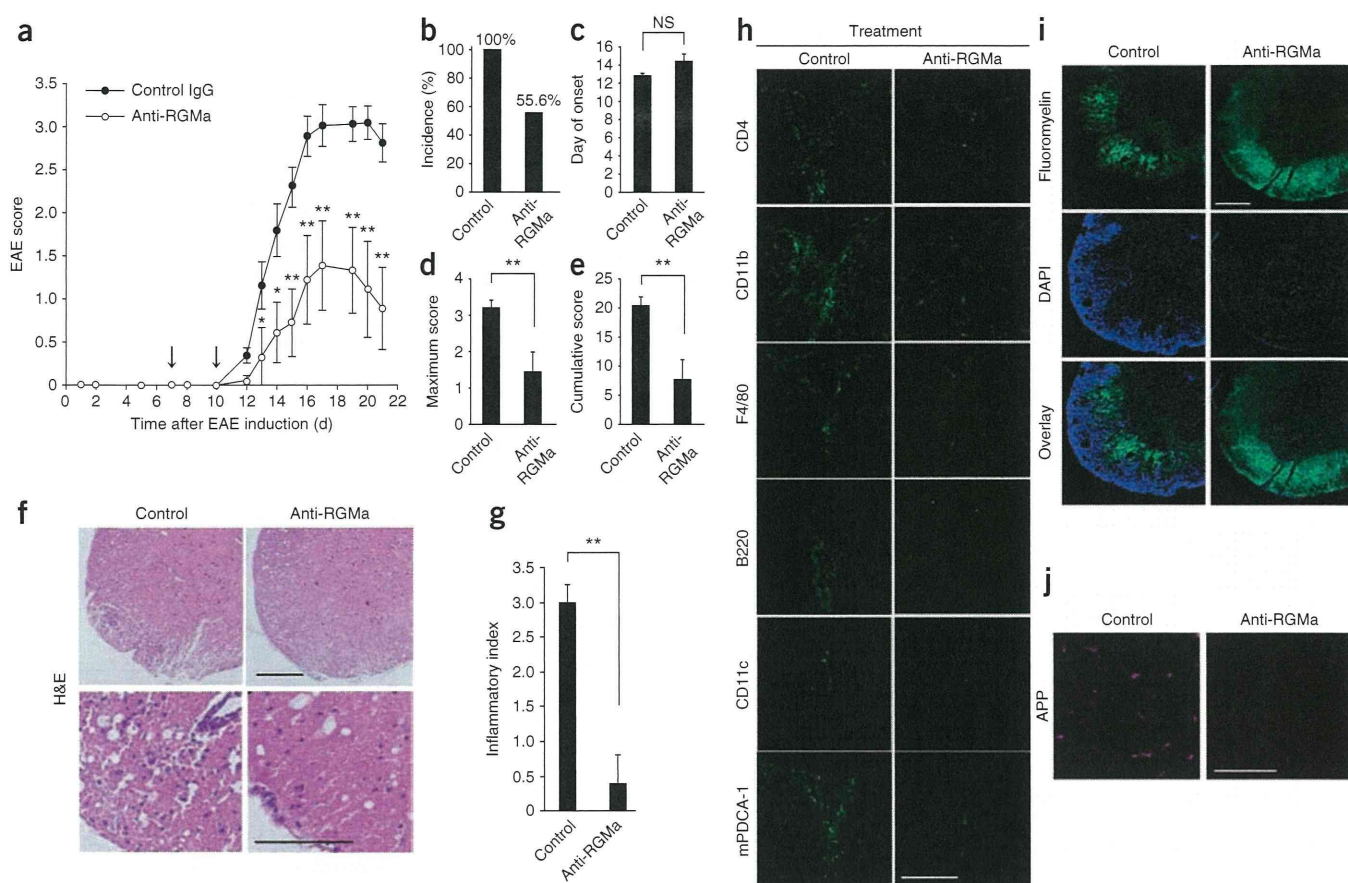 a
EAE score
3.5
3.0
2.5
2.0
1.5
1.0
0.5
0
Control IgG
Anti-RGMa
*
*
**
**
**
**
**
**
0 2 4 6 8 10 12 14 16 18 20 22
Time after EAE induction (d)
b
Incidence (%)
100
80
60
40
20
0
100%
55.6%
Control
Anti-
RGMa
c
Day of onset
16
14
12
10
8
6
4
2
0
NS
Control
Anti-
RGMa
d
Maximum score
4
3
2
1
0
**
Control
Anti-
RGMa
e
Cumulative score
25
20
15
10
5
0
**
Control
Anti-
RGMa
f
Control Anti-RGMa
H&E
g
Inflammatory index
3.5
3.0
2.5
2.0
1.5
1.0
0.5
0
**
Control
Anti-RGMa
h
Treatment
Control Anti-RGMa
CD4
CD11b
F4/80
B220
CD11c
mPDCA-1
i
Control Anti-RGMa
Fluoromyelin
DAPI
Overlay
j
Control Anti-RGMa
APP